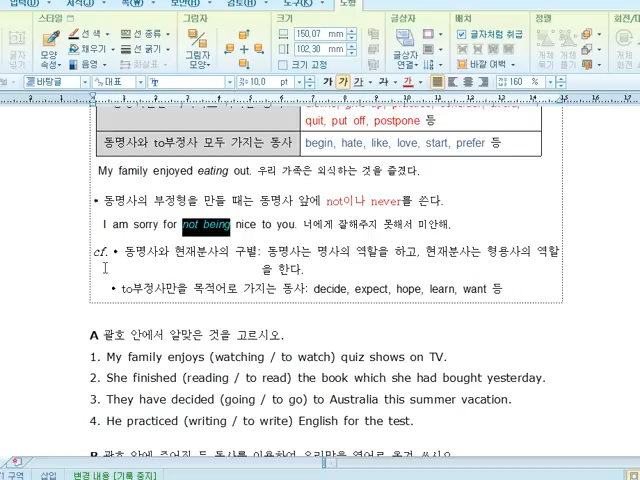 스타일
그림자
크기
글상자
배치
정렬
모양 속성
선 색
채우기
음영
선 종류
선 굵기
화살표
그림자 모양
150,07 mm
102,30 mm
크기 고정
글상자 연결
글자처럼 취급
바깥 여백
바탕글
대표
10,0 pt
가 가 가 가 가
160 %
quit, put off, postpone 등
동명사와 to부정사 모두 가지는 동사 begin, hate, like, love, start, prefer 등
My family enjoyed eating out. 우리 가족은 외식하는 것을 즐겼다.
• 동명사의 부정형을 만들 때는 동명사 앞에 not이나 never를 쓴다.
I am sorry for not being nice to you. 너에게 잘해주지 못해서 미안해.
cf. • 동명사와 현재분사의 구별: 동명사는 명사의 역할을 하고, 현재분사는 형용사의 역할
을 한다.
• to부정사만을 목적어로 가지는 동사: decide, expect, hope, learn, want 등
A 괄호 안에서 알맞은 것을 고르시오.
1. My family enjoys (watching / to watch) quiz shows on TV.
2. She finished (reading / to read) the book which she had bought yesterday.
3. They have decided (going / to go) to Australia this summer vacation.
4. He practiced (writing / to write) English for the test.
구역 삽입 변경 내용 [기록 중지]